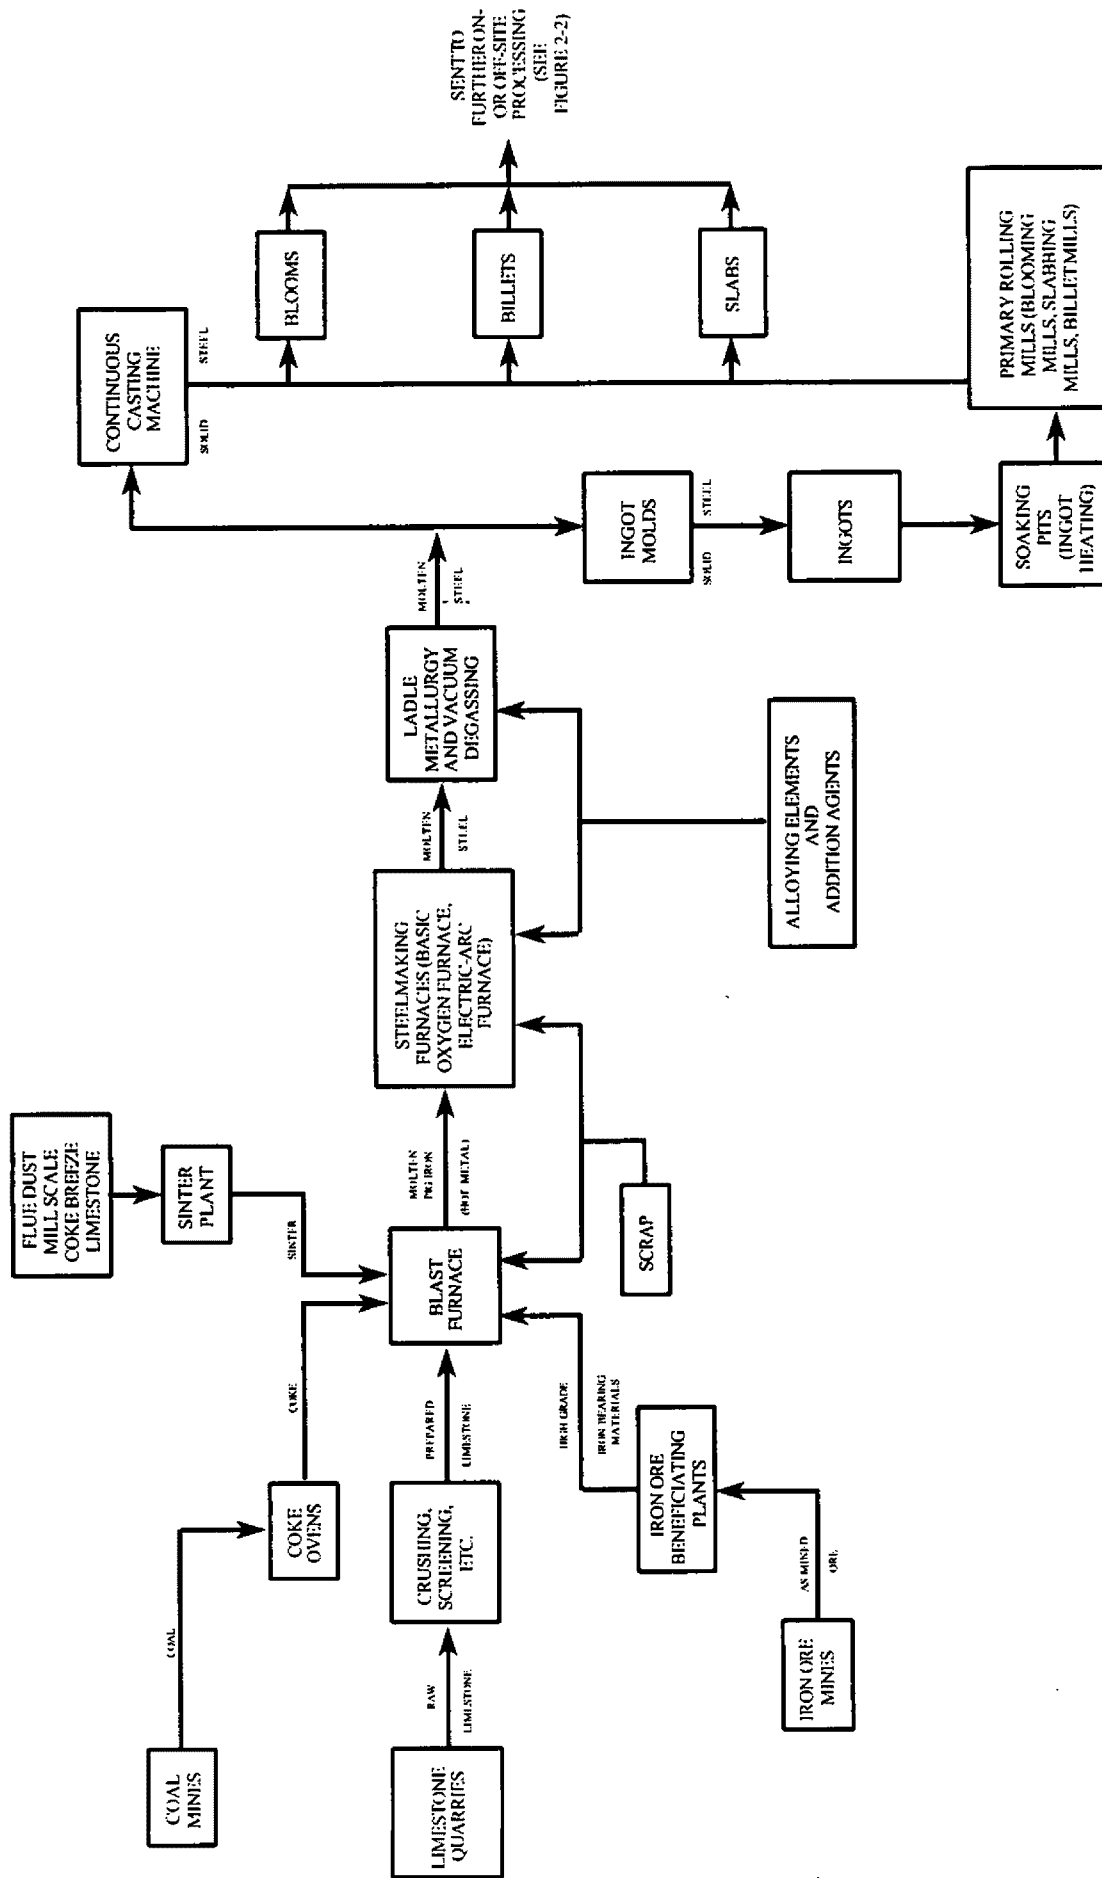 FLUE DUST
MILL SCALE
COKE BREEZE
LIMESTONE
SINTER
PLANT
SINTER
COAL
MINES
COAL
COKE
OVENS
COKE
LIMESTONE
QUARRIES
RAW
LIMESTONE
CRUSHING,
SCREENING,
ETC.
PREPARED
LIMESTONE
IRON ORE
MINES
AS MINED
ORE
IRON ORE
BENEFICIATING
PLANTS
HIGH GRADE
IRON BEARING
MATERIALS
BLAST
FURNACE
SCRAP
MOLTEN
PIG IRON
(HOT METAL)
STEELMAKING
FURNACES (BASIC
OXYGEN FURNACE,
ELECTRIC-ARC
FURNACE)
MOLTEN
STEEL
ALLOYING ELEMENTS
AND
ADDITION AGENTS
LADLE
METALLURGY
AND VACUUM
DEGASSING
MOLTEN
STEEL
CONTINUOUS
CASTING
MACHINE
SOLID
STEEL
INGOT
MOLDS
SOLID
STEEL
INGOTS
SOAKING
PITS
(INGOT
HEATING)
PRIMARY ROLLING
MILLS (BLOOMING
MILLS, SLABBING
MILLS, BILLET MILLS)
BLOOMS
BILLETS
SLABS
SENT TO
FURTHER ON-
OR OFF-SITE
PROCESSING
(SEE
FIGURE 2-2)